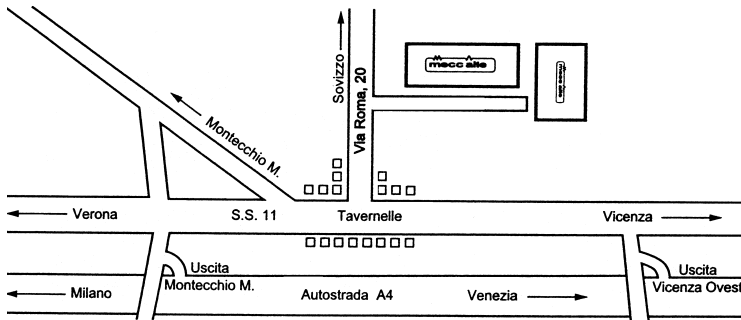 mecc alte
mecc alte
Sovizzo
Via Roma, 20
Montecchio M.
Verona
S.S. 11
Tavernelle
Vicenza
Uscita
Montecchio M.
Uscita
Vicenza Ovest
Milano
Autostrada A4
Venezia